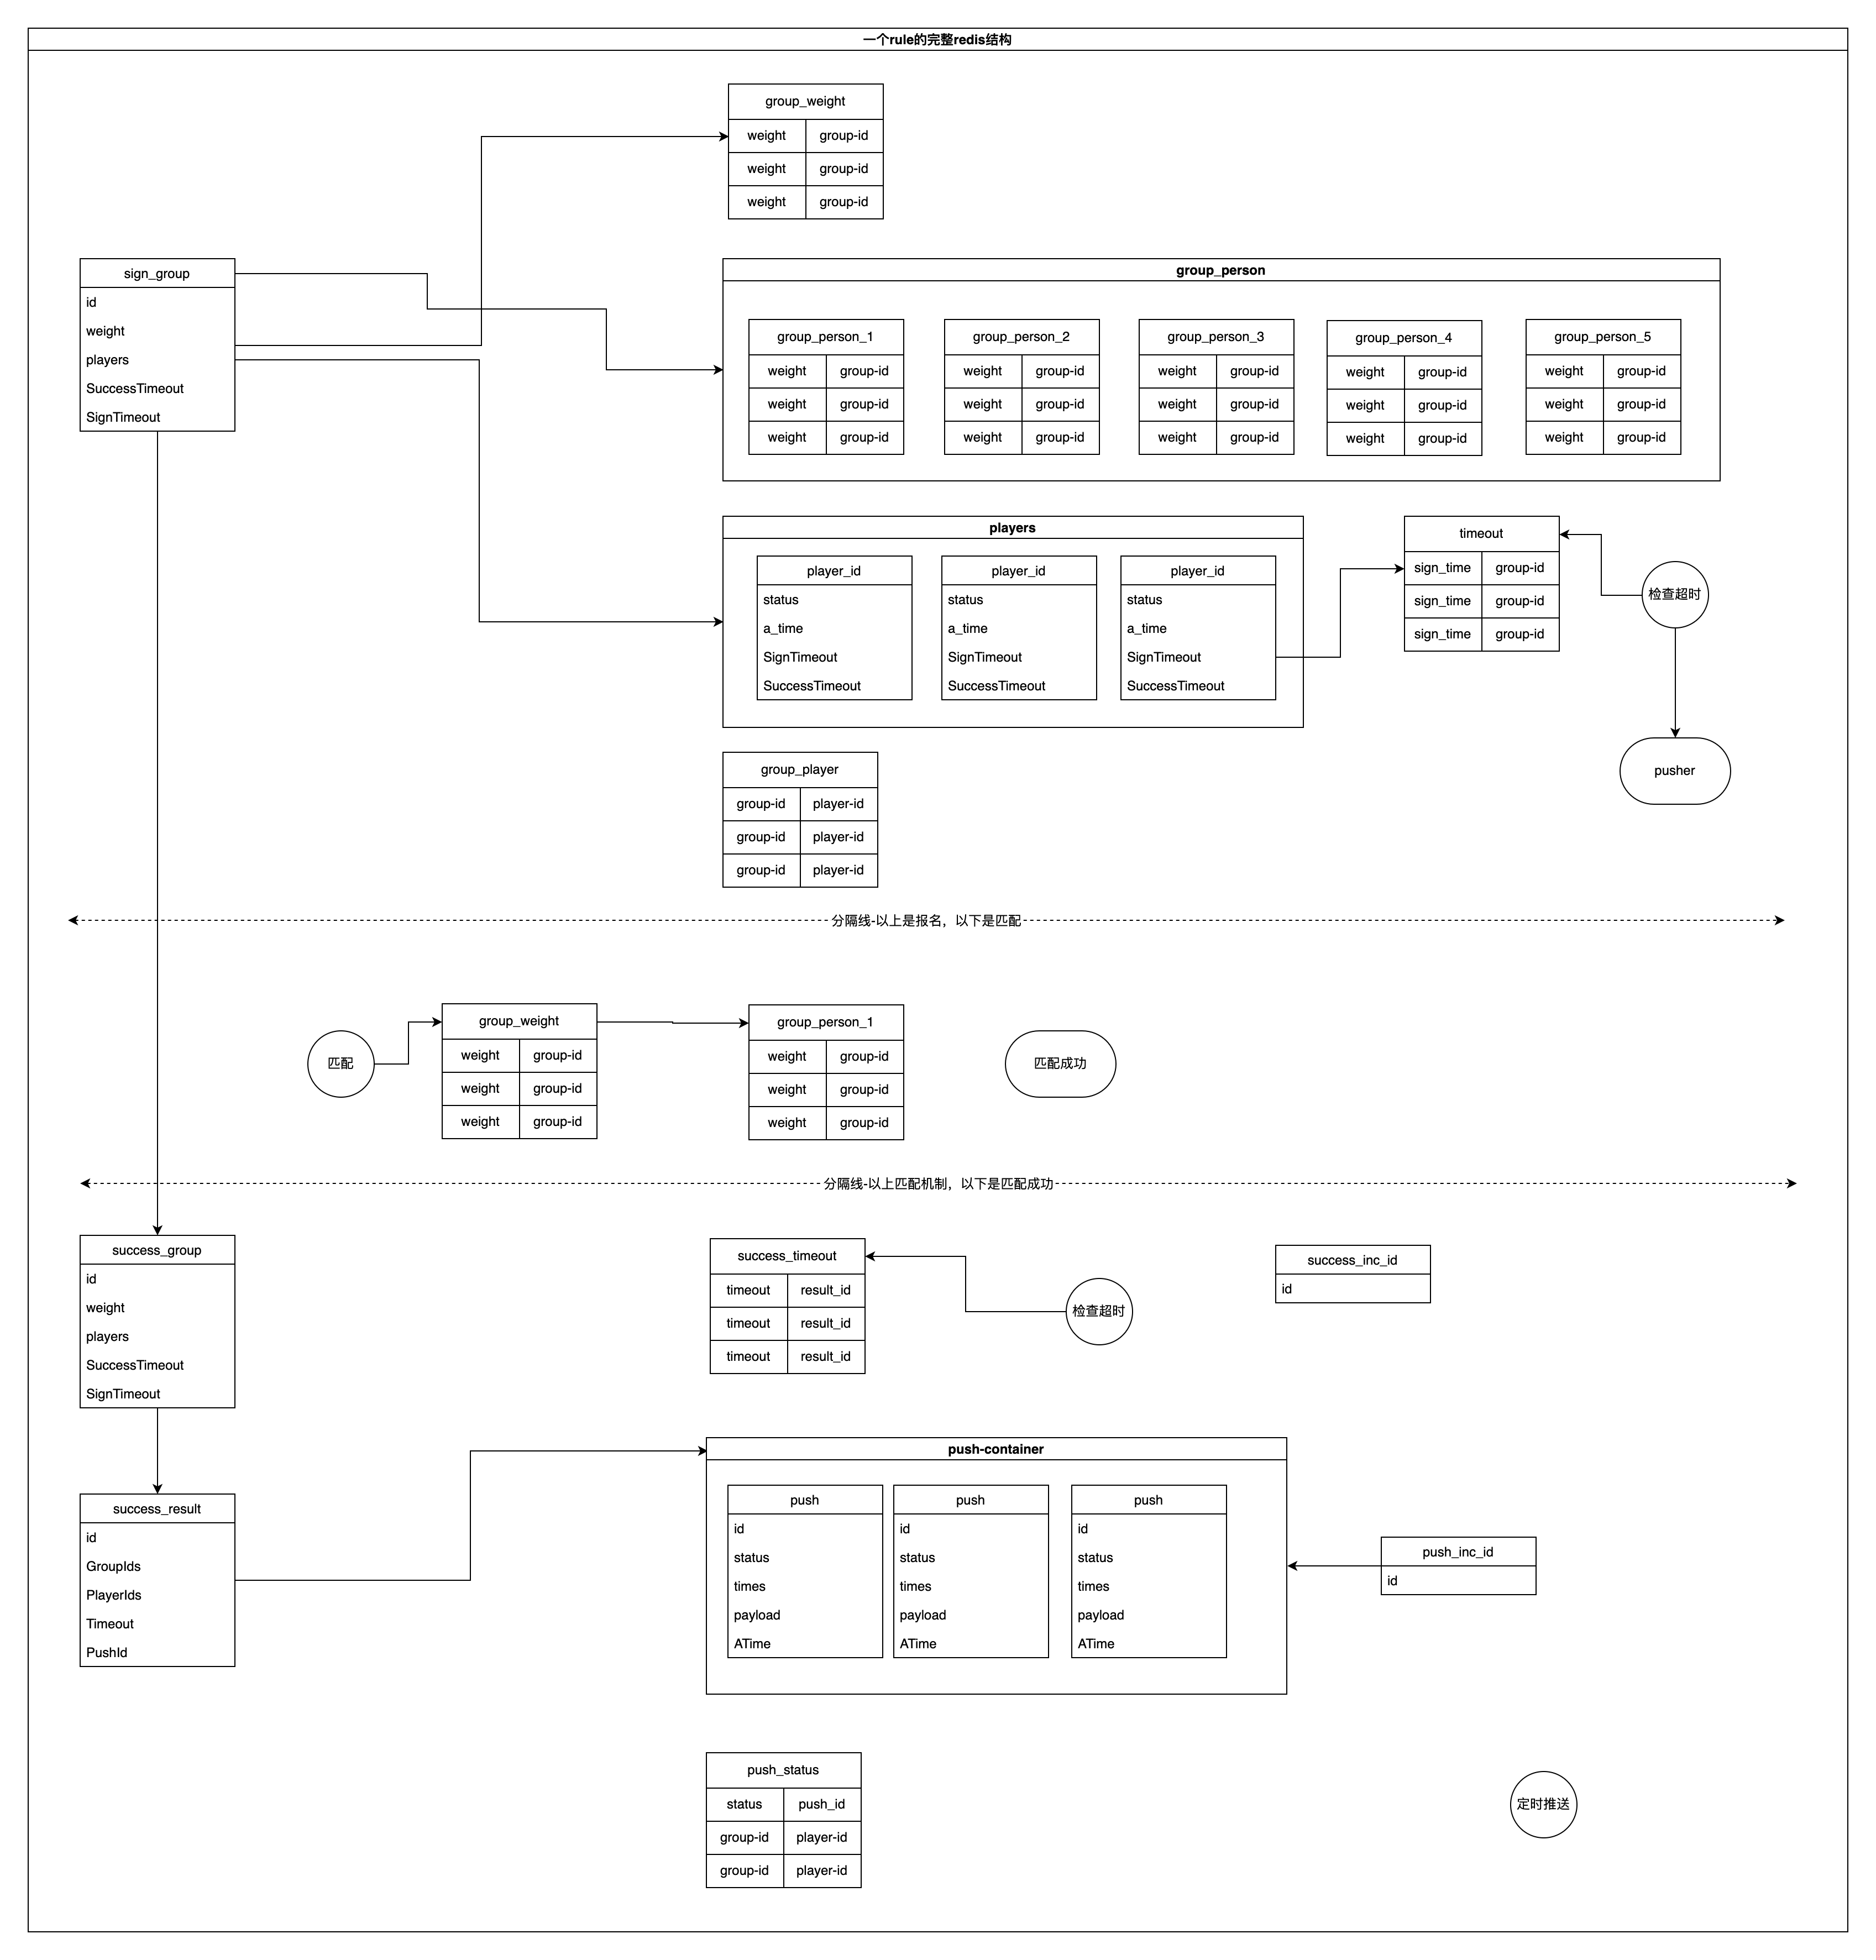 一个rule的完整redis结构
group_weight
weight group-id
weight group-id
weight group-id
sign_group
id
weight
players
SuccessTimeout
SignTimeout
group_person
group_person_1
weight group-id
weight group-id
weight group-id
group_person_2
weight group-id
weight group-id
weight group-id
group_person_3
weight group-id
weight group-id
weight group-id
group_person_4
weight group-id
weight group-id
weight group-id
group_person_5
weight group-id
weight group-id
weight group-id
players
player_id
status
a_time
SignTimeout
SuccessTimeout
player_id
status
a_time
SignTimeout
SuccessTimeout
player_id
status
a_time
SignTimeout
SuccessTimeout
timeout
sign_time group-id
sign_time group-id
sign_time group-id
检查超时
pusher
group_player
group-id player-id
group-id player-id
group-id player-id
分隔线-以上是报名，以下是匹配
匹配
group_weight
weight group-id
weight group-id
weight group-id
group_person_1
weight group-id
weight group-id
weight group-id
匹配成功
分隔线-以上匹配机制，以下是匹配成功
success_group
id
weight
players
SuccessTimeout
SignTimeout
success_timeout
timeout result_id
timeout result_id
timeout result_id
检查超时
success_inc_id
id
success_result
id
GroupIds
PlayerIds
Timeout
PushId
push-container
push
id
status
times
payload
ATime
push
id
status
times
payload
ATime
push
id
status
times
payload
ATime
push_inc_id
id
push_status
status push_id
group-id player-id
group-id player-id
定时推送